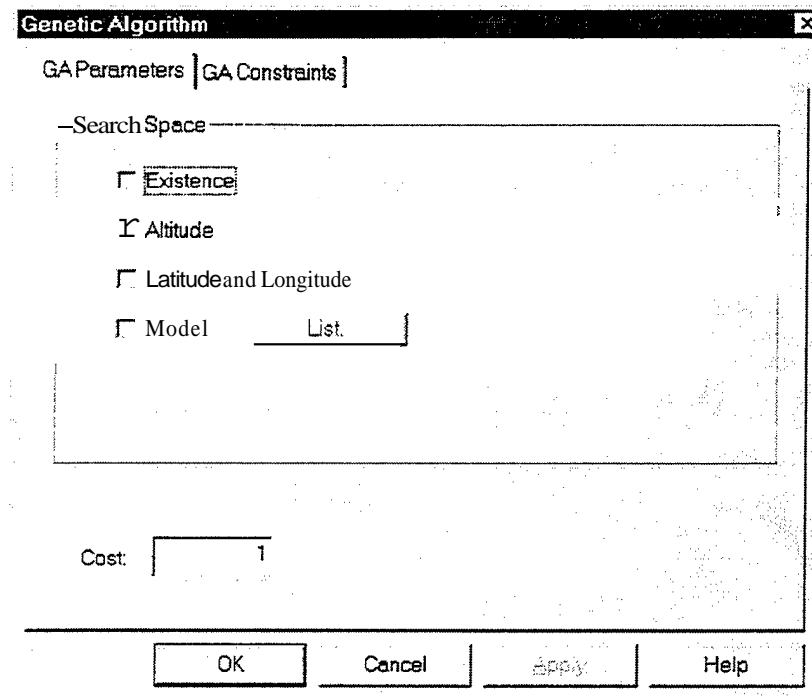 Genetic Algorithm
GA Parameters GA Constraints
Search Space
Existence
Altitude
Latitude and Longitude
Model List.
Cost: 1
OK Cancel Apply Help